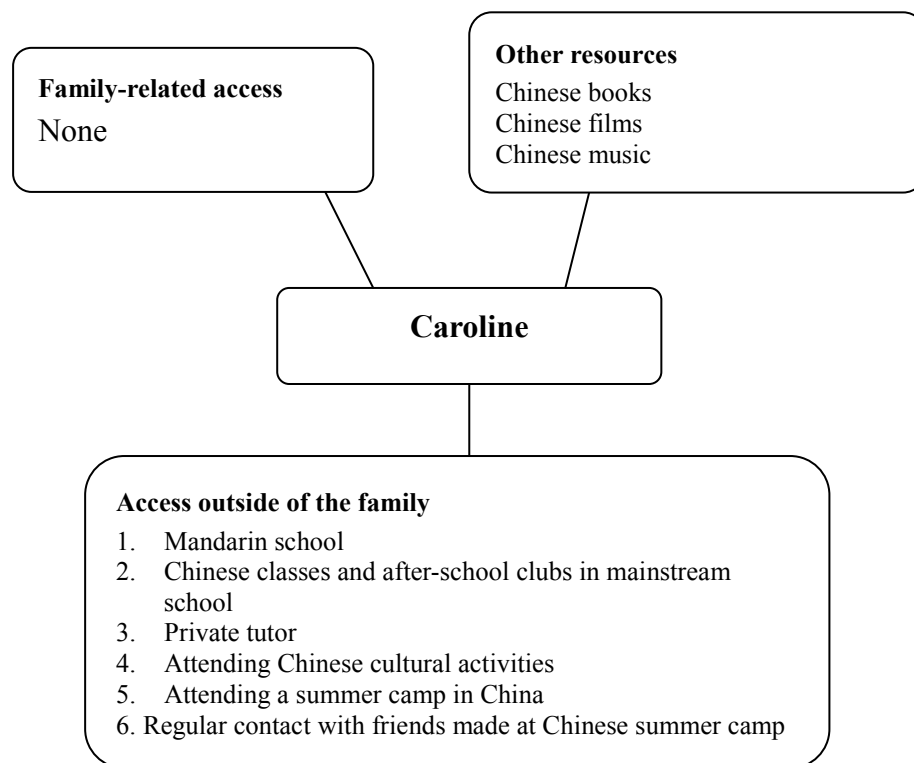 Family-related access
None
Other resources
Chinese books
Chinese films
Chinese music
Caroline
Access outside of the family
1. Mandarin school
2. Chinese classes and after-school clubs in mainstream
school
3. Private tutor
4. Attending Chinese cultural activities
5. Attending a summer camp in China
6. Regular contact with friends made at Chinese summer camp